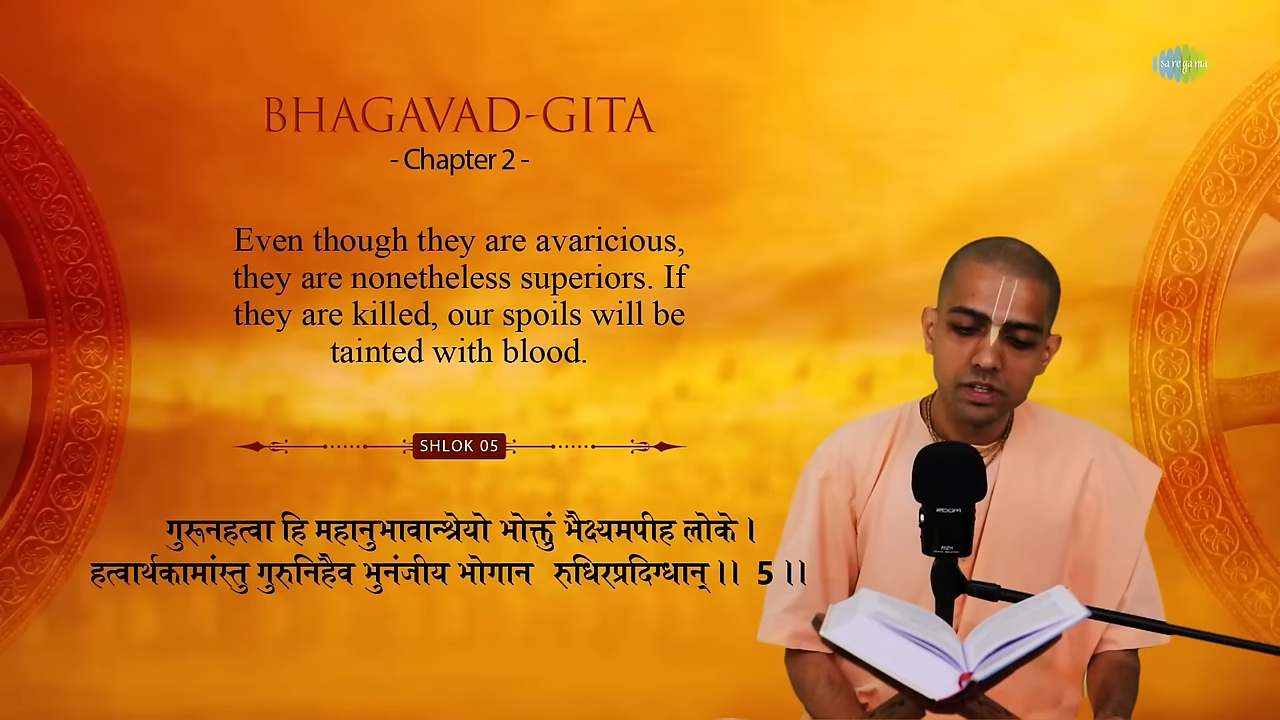 saregama
BHAGAVAD-GITA
- Chapter 2 -
Even though they are avaricious,
they are nonetheless superiors. If
they are killed, our spoils will be
tainted with blood.
SHLOK 05
गुरूनहत्वा हि महानुभावान्श्रेयो भोक्तुं भैक्ष्यमपीह लोके ।
हत्वार्थकामांस्तु गुरुनिहैव भुनंजीय भोगान रुधिरप्रदिग्धान् ।। 5 ।।
ZOOM